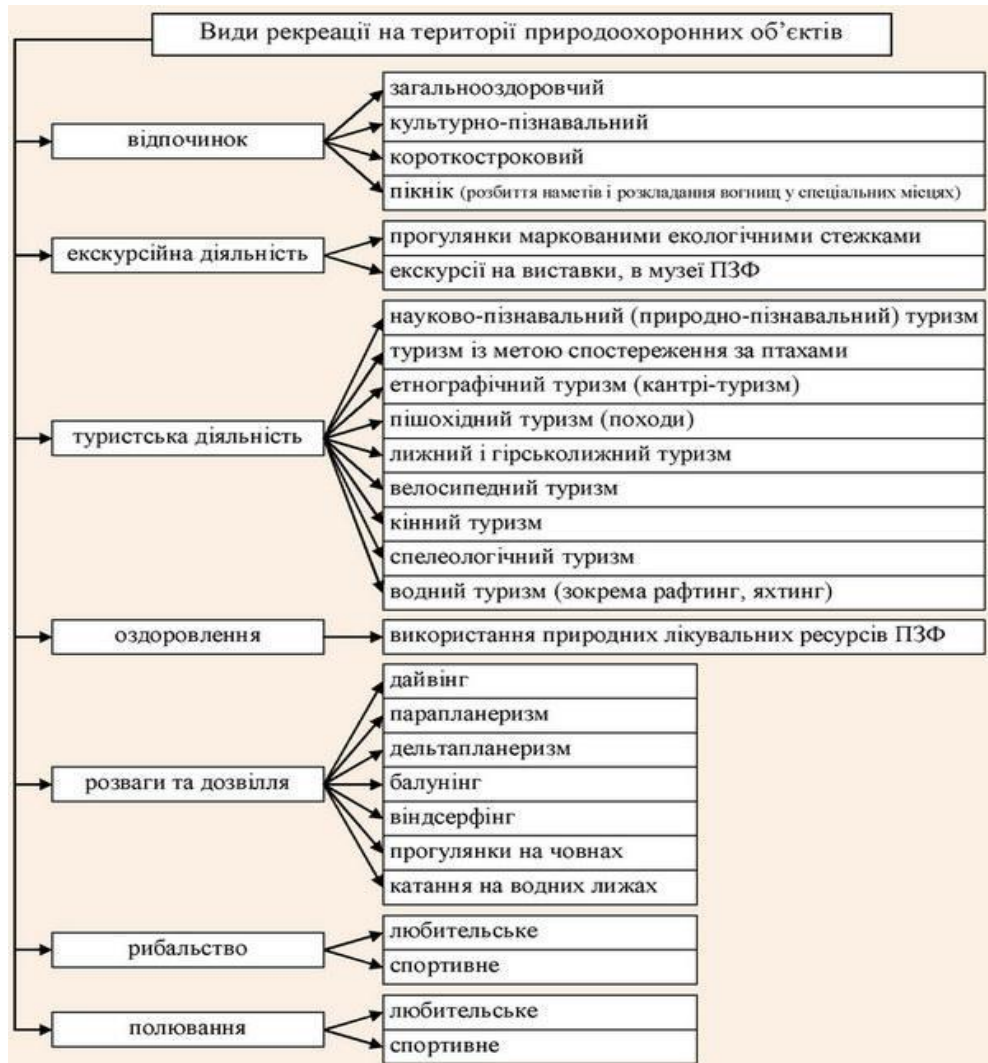 Види рекреації на території природоохоронних об’єктів
відпочинок
загальнооздоровчий
культурно-пізнавальний
короткостроковий
пікнік (розбиття наметів і розкладання вогнищ у спеціальних місцях)
екскурсійна діяльність
прогулянки маркованими екологічними стежками
екскурсії на виставки, в музеї ПЗФ
туристська діяльність
науково-пізнавальний (природно-пізнавальний) туризм
туризм із метою спостереження за птахами
етнографічний туризм (кантрі-туризм)
пішохідний туризм (походи)
лижний і гірськолижний туризм
велосипедний туризм
кінний туризм
спелеологічний туризм
водний туризм (зокрема рафтинг, яхтинг)
оздоровлення
використання природних лікувальних ресурсів ПЗФ
розваги та дозвілля
дайвінг
парапланеризм
дельтапланеризм
балунінг
віндсерфінг
прогулянки на човнах
катання на водних лижах
рибальство
любительське
спортивне
полювання
любительське
спортивне